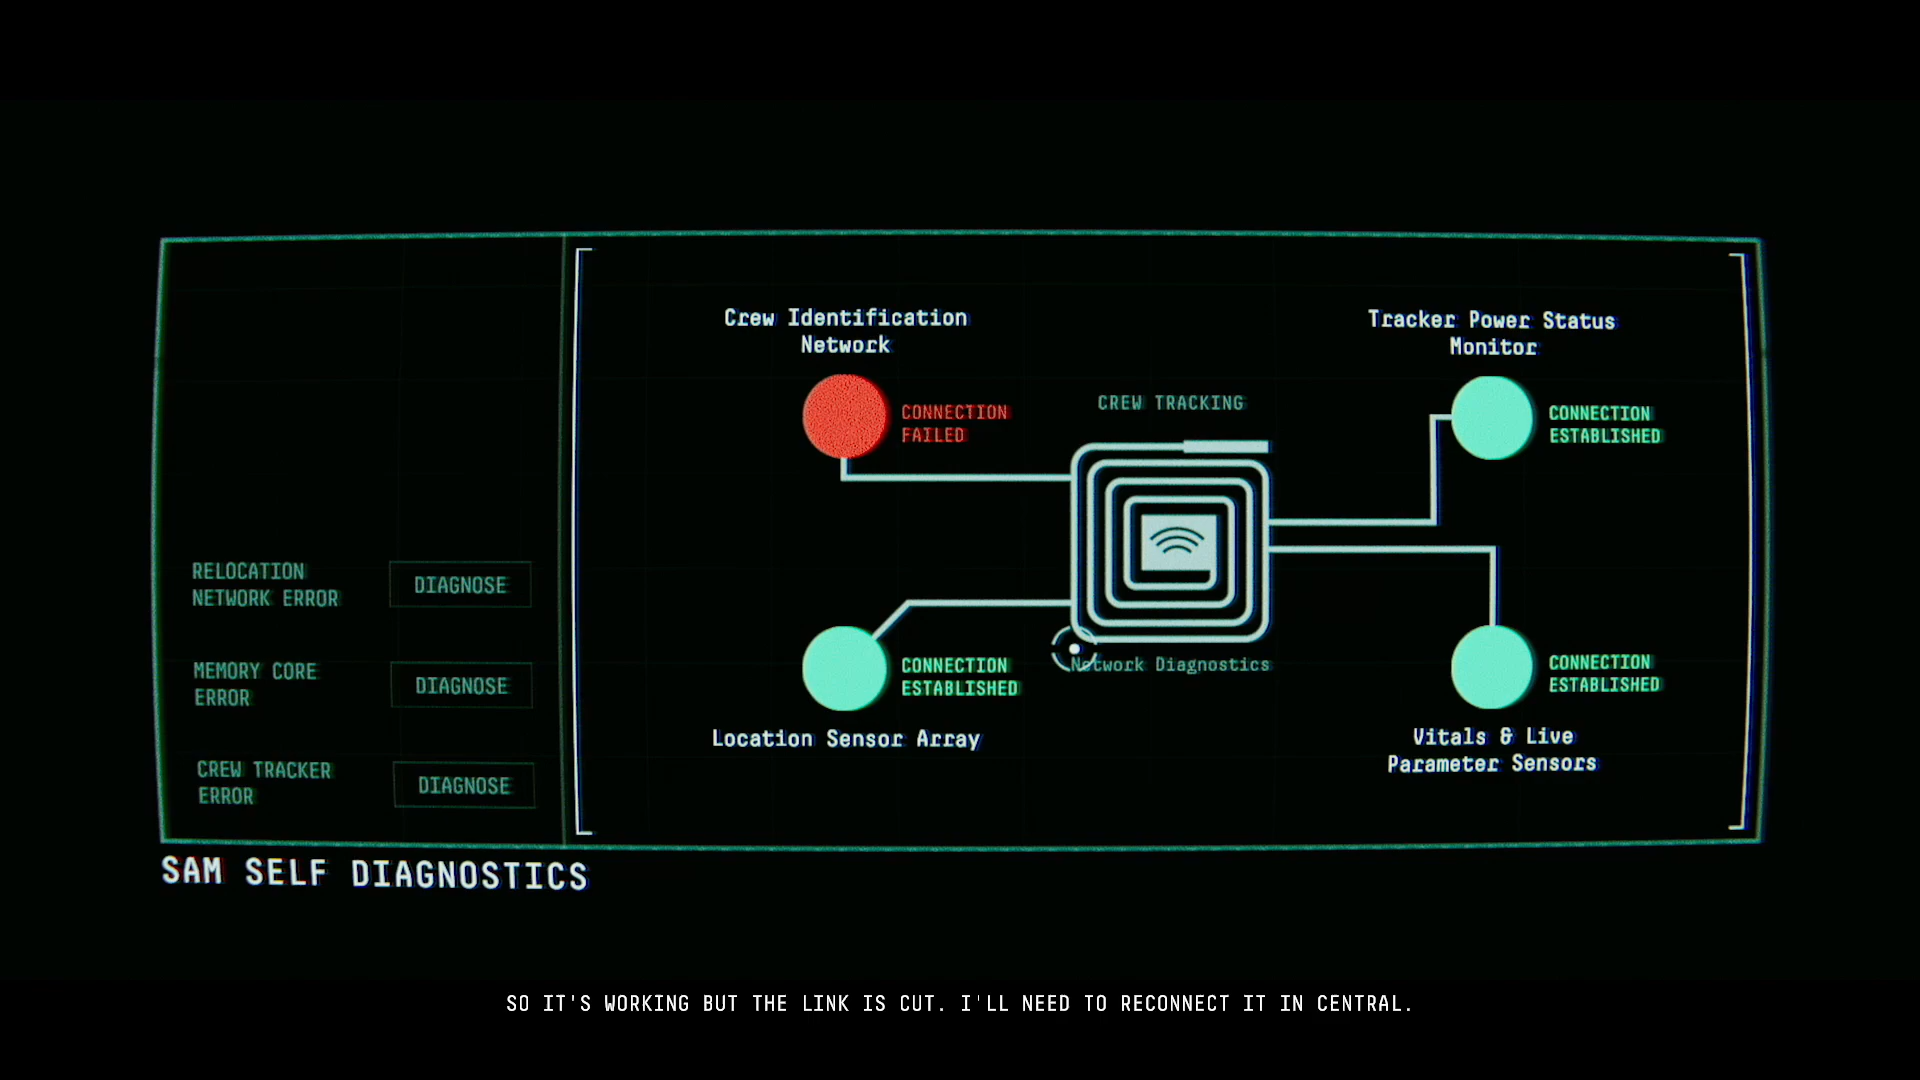 Crew Identification
Network
CONNECTION
FAILED
CREW TRACKING
Tracker Power Status
Monitor
CONNECTION
ESTABLISHED
RELOCATION
NETWORK ERROR
DIAGNOSE
MEMORY CORE
ERROR
DIAGNOSE
CREW TRACKER
ERROR
DIAGNOSE
CONNECTION
ESTABLISHED
Location Sensor Array
Network Diagnostics
CONNECTION
ESTABLISHED
Vitals & Live
Parameter Sensors
SAM SELF DIAGNOSTICS
SO IT'S WORKING BUT THE LINK IS CUT. I'LL NEED TO RECONNECT IT IN CENTRAL.